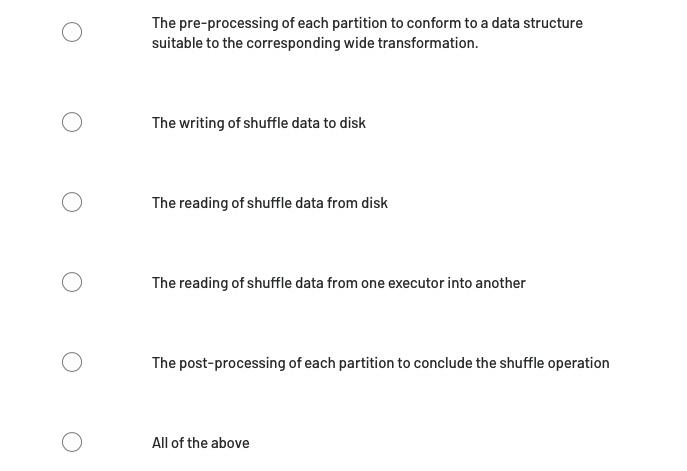 The pre-processing of each partition to conform to a data structure
suitable to the corresponding wide transformation.
The writing of shuffle data to disk
The reading of shuffle data from disk
The reading of shuffle data from one executor into another
The post-processing of each partition to conclude the shuffle operation
All of the above